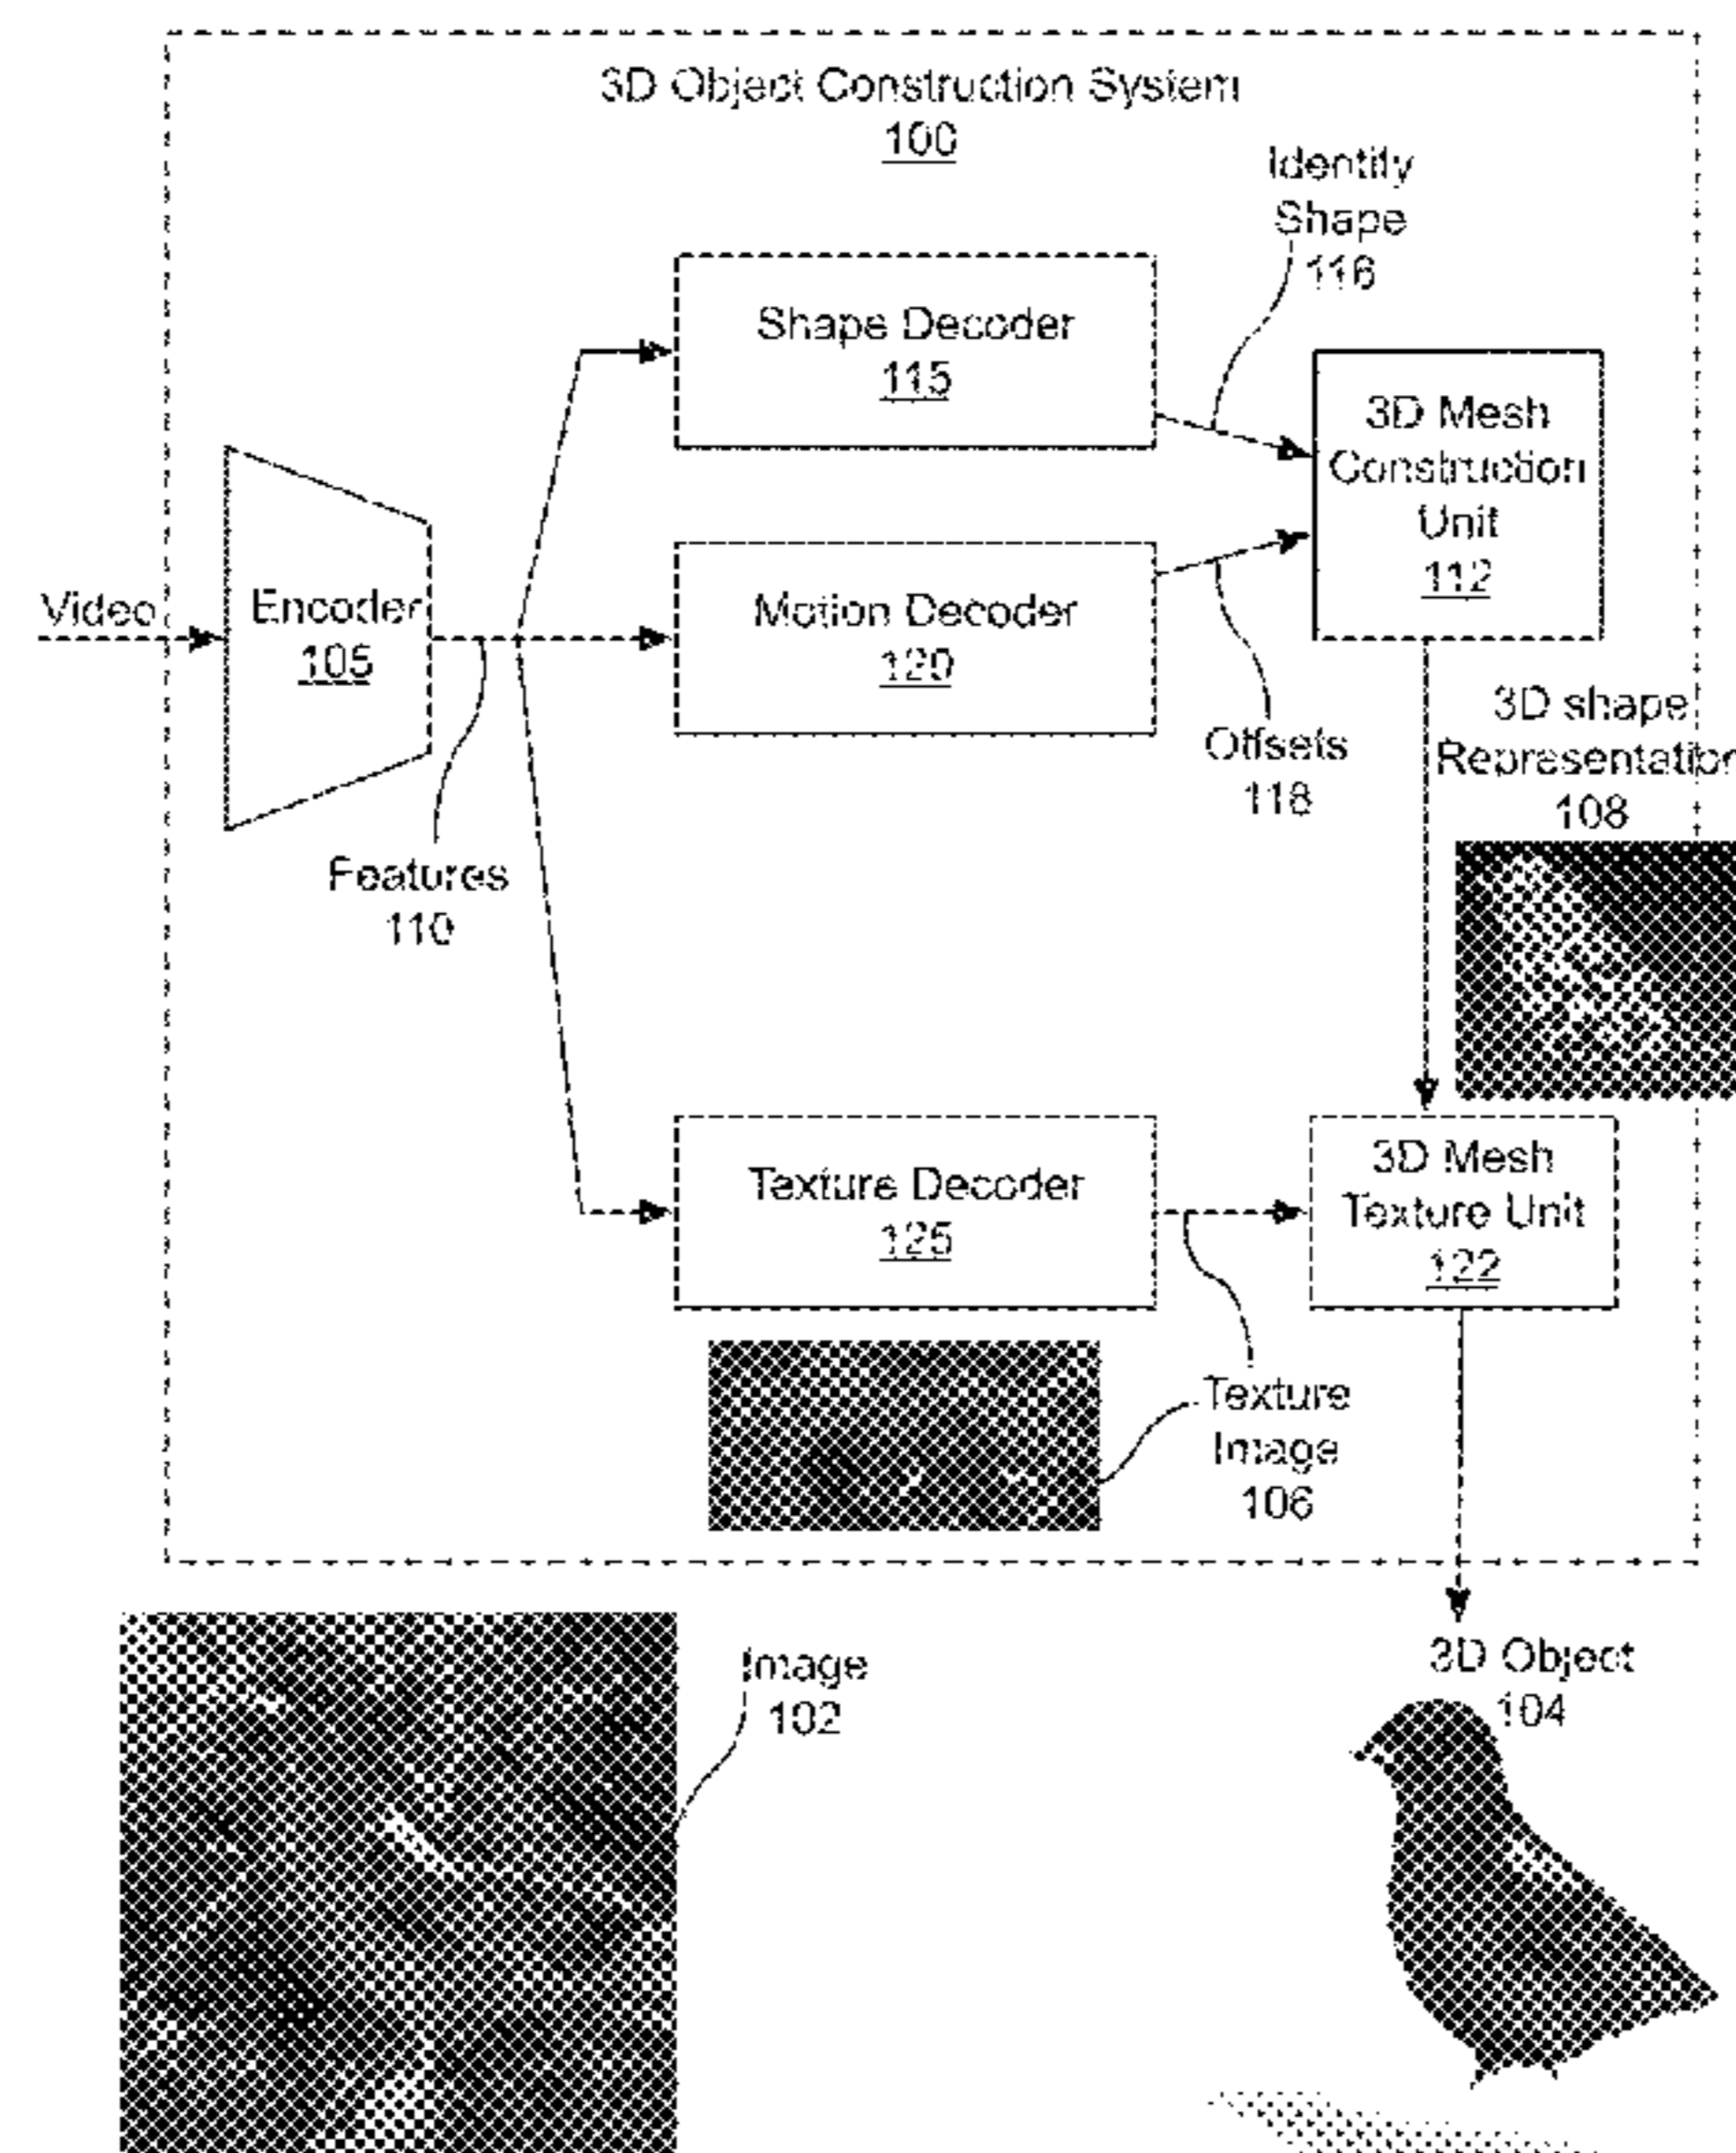 3D Object Construction System
100
Identity
Shape
116
Shape Decoder
115
3D Mesh
Construction
Unit
112
Video
Encoder
105
Motion Decoder
120
Offsets
118
3D shape
Representation
108
Features
110
Texture Decoder
125
3D Mesh
Texture Unit
122
Texture
Image
106
Image
102
3D Object
104